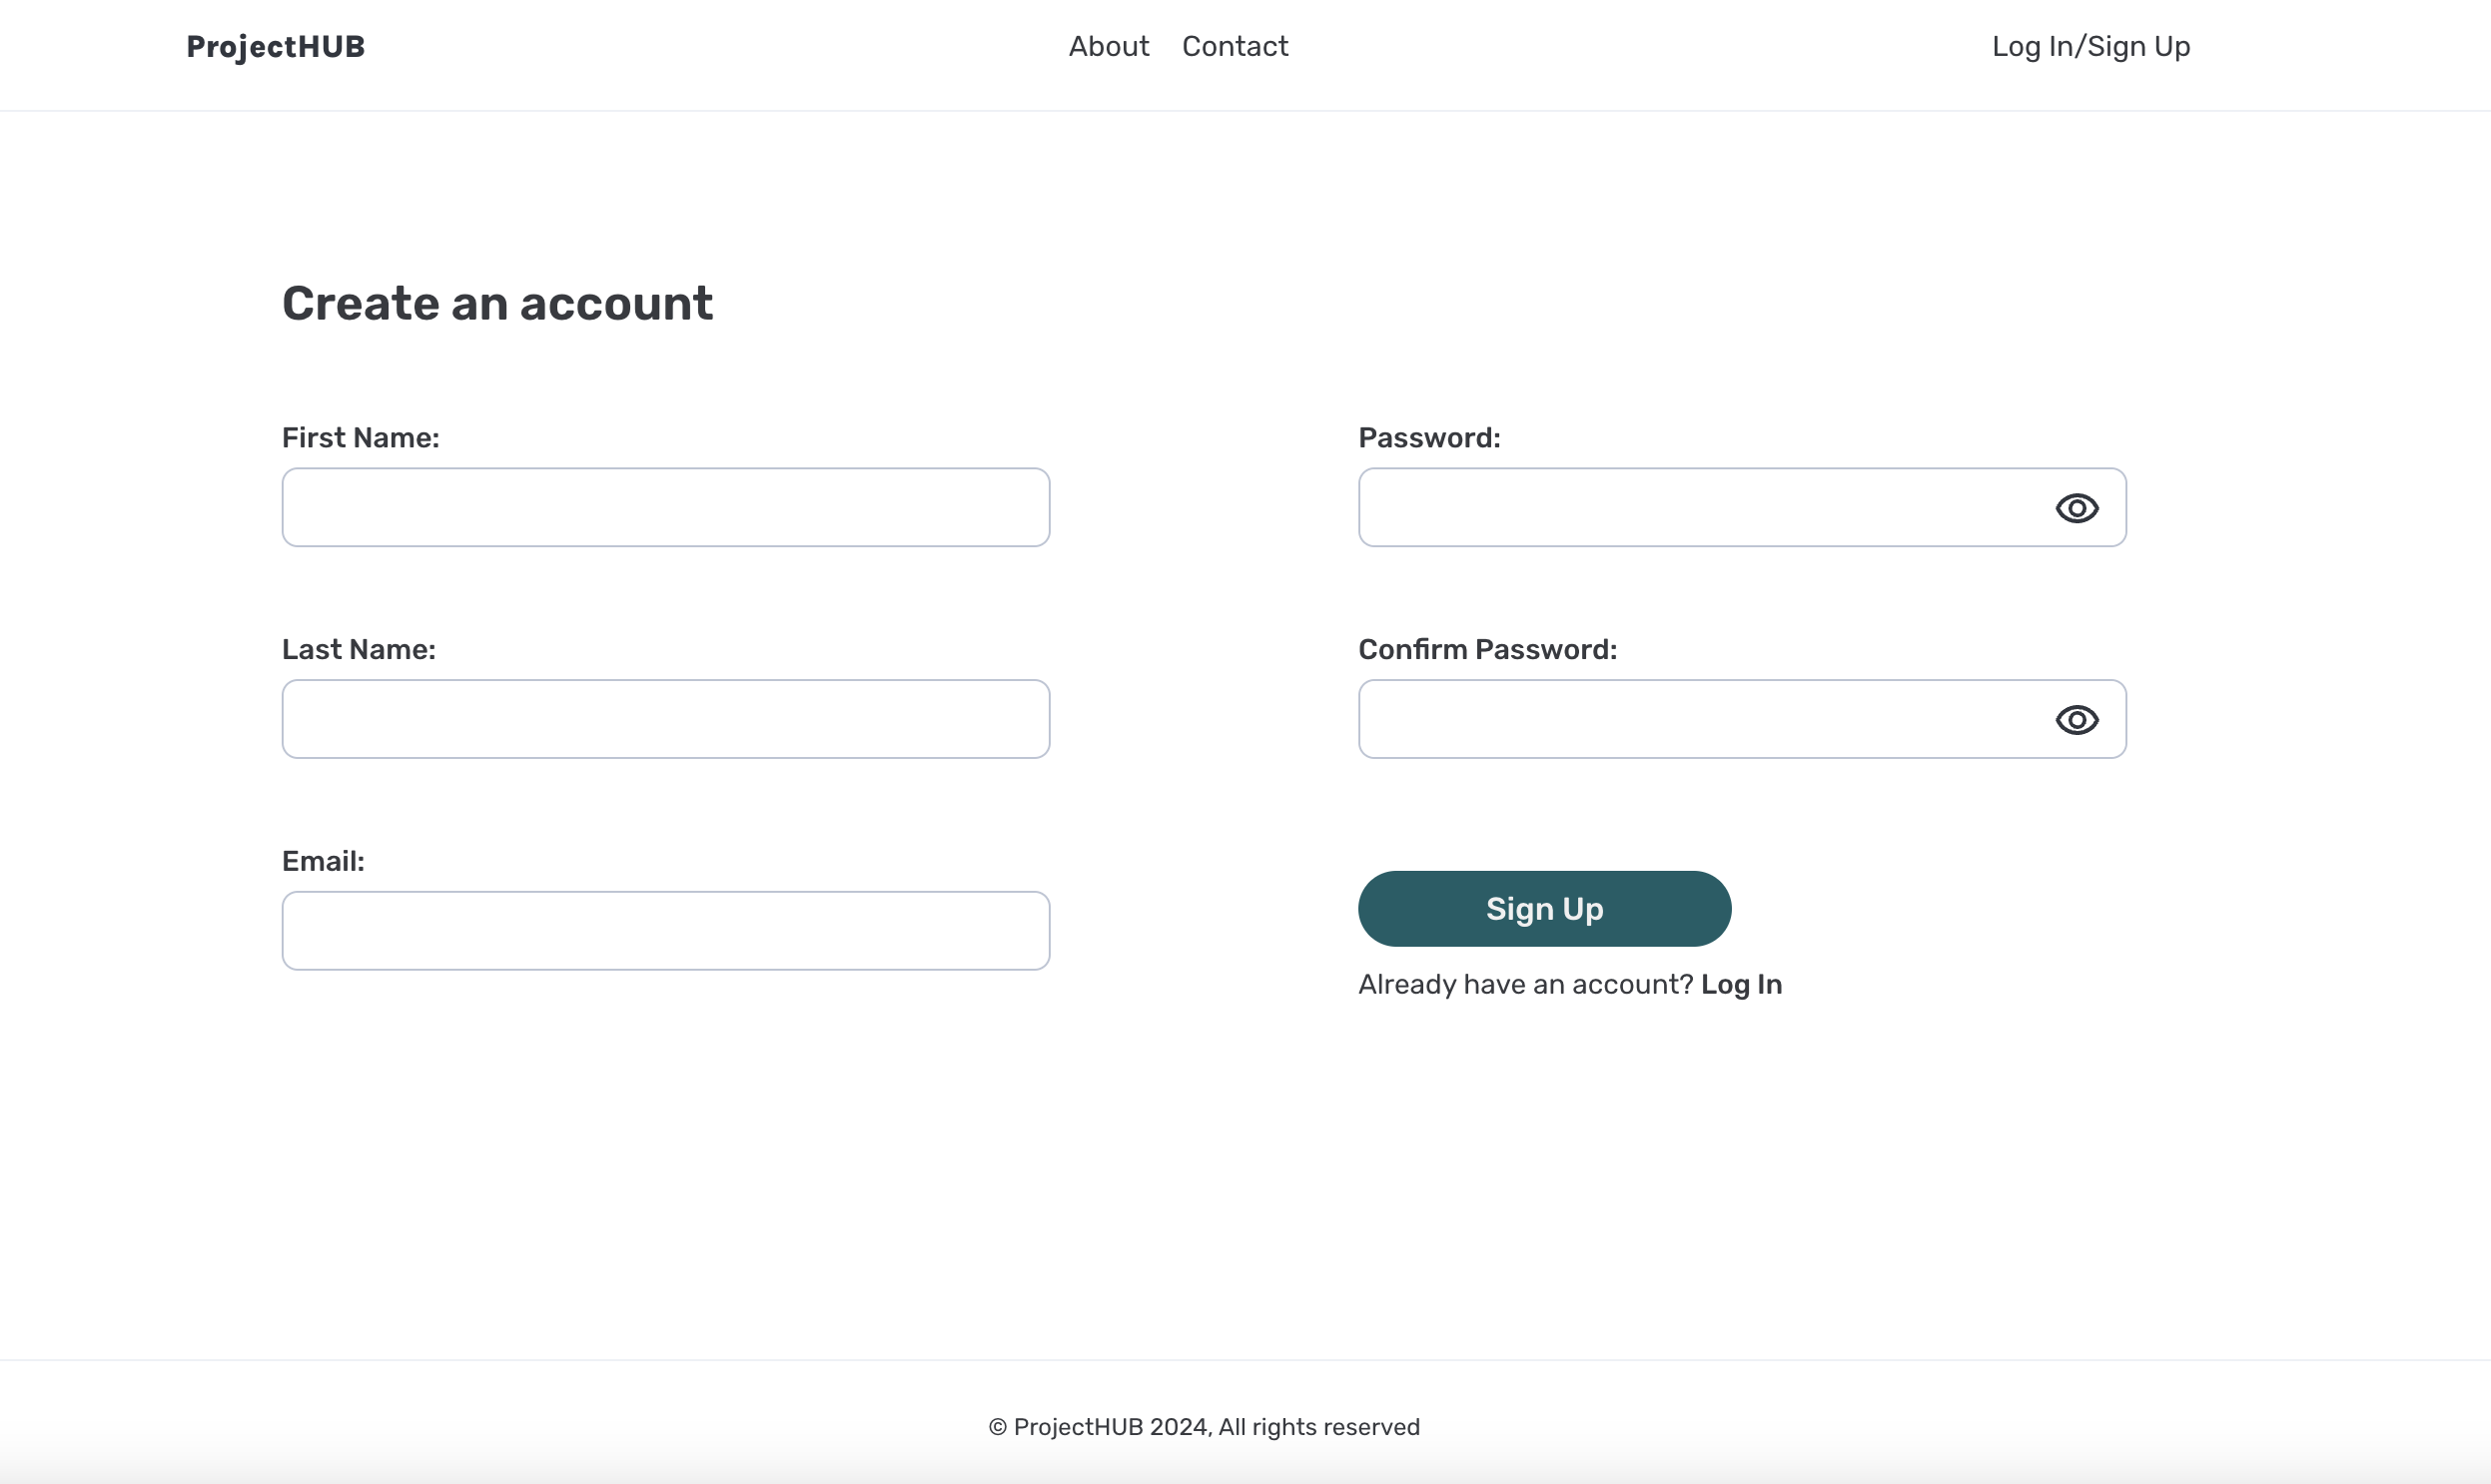 ProjectHUB
About
Contact
Log In/Sign Up
Create an account
First Name:
Last Name:
Email:
Password:
Confirm Password:
Sign Up
Already have an account? Log In
© ProjectHUB 2024, All rights reserved